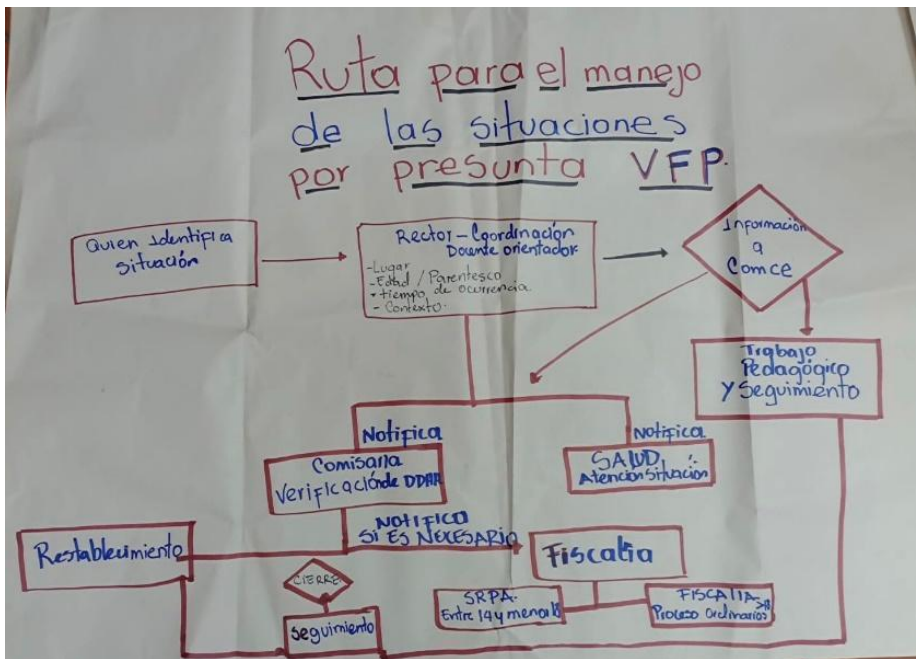 Ruta para el manejo
de las situaciones
por presunta VFP.
Quien Identifica
situación
Rector-Coordinación
Docente orientador
-Lugar
-Edad / Parentesco
-tiempo de ocurrencia
-Contexto.
Información
a
Comce
Trabajo
Pedagógico
y Seguimiento
Notifica
Comisaria
Verificación de DDHH
Notifica
SALUD
Atención Situación
NOTIFICO
SI ES NECESARIO
Restablecimiento
Fiscalia
CIERRE
Seguimiento
SRPA.
Entre 14 y menor 18
FISCALIA >18
Proceso Ordinarios